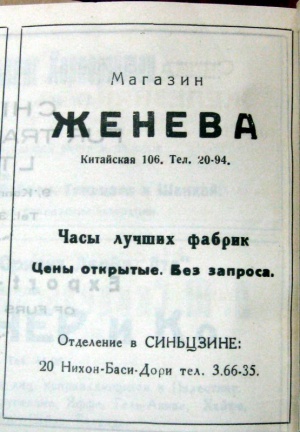 Магазин
ЖЕНЕВА
Китайская 106. Тел. 20-94.
Часы лучших фабрик
Цены открытые. Без запроса.
Отделение в СИНЬЦЗИНЕ:
20 Нихон-Баси-Дори тел. 3.66-35.